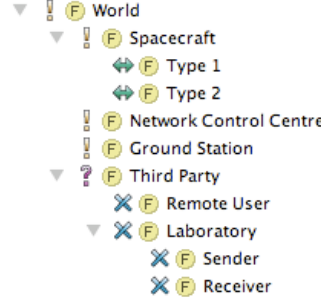 F World
F Spacecraft
F Type 1
F Type 2
F Network Control Centre
F Ground Station
? F Third Party
F Remote User
F Laboratory
F Sender
F Receiver